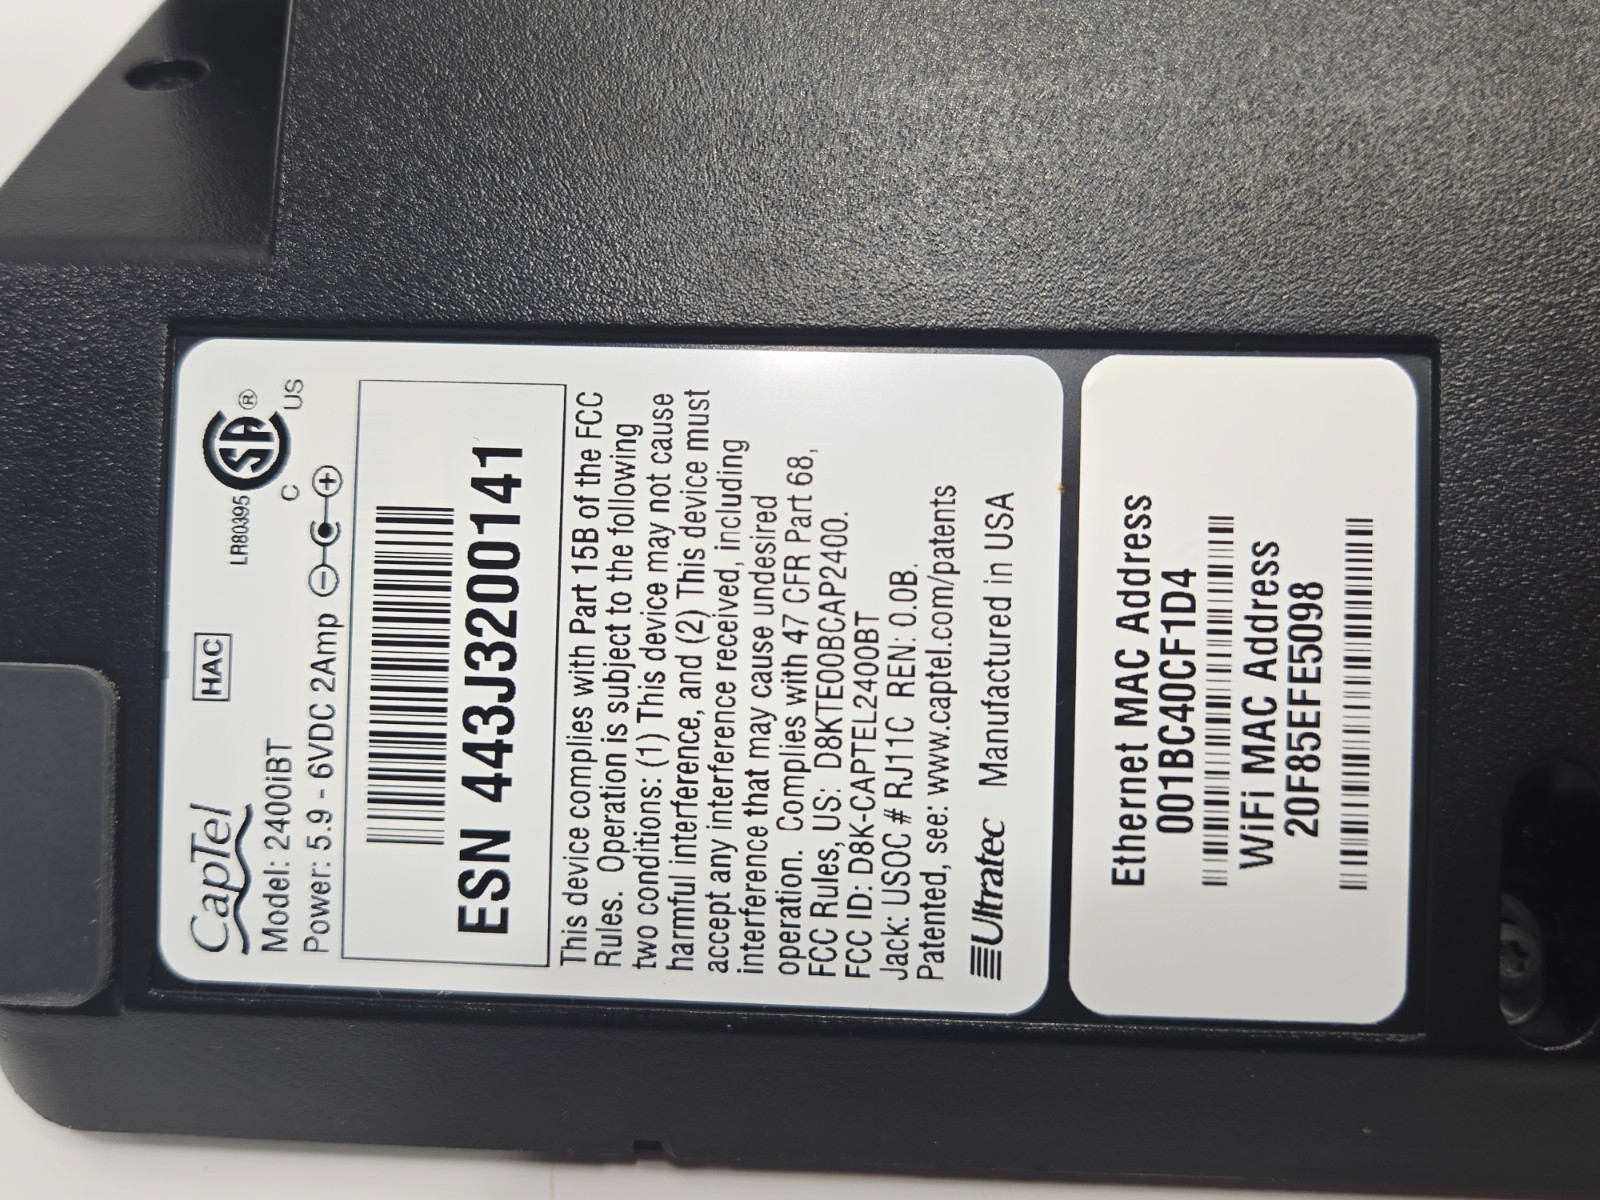 CapTel
HAC
LR80395
SA ®
C US
Model: 2400iBT
Power: 5.9 - 6VDC 2Amp
ESN 443J3200141
This device complies with Part 15B of the FCC
Rules. Operation is subject to the following
two conditions: (1) This device may not cause
harmful interference, and (2) This device must
accept any interference received, including
interference that may cause undesired
operation. Complies with 47 CFR Part 68,
FCC Rules, US: D8KTE00BCAP2400.
FCC ID: D8K-CAPTEL2400BT
Jack: USOC # RJ11C REN: 0.0B.
Patented, see: www.captel.com/patents
Ultratec Manufactured in USA
Ethernet MAC Address
001BC40CF1D4
WiFi MAC Address
20F85EFE5098